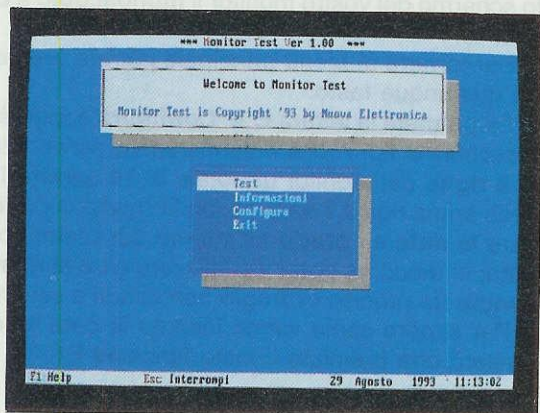 *** Monitor Test Ver 1.00 ***
Welcome to Monitor Test
Monitor Test is Copyright '93 by Nuova Elettronica
Test
Informazioni
Configura
Exit
F1 Help Esc Interrompi 29 Agosto 1993 11:13:02